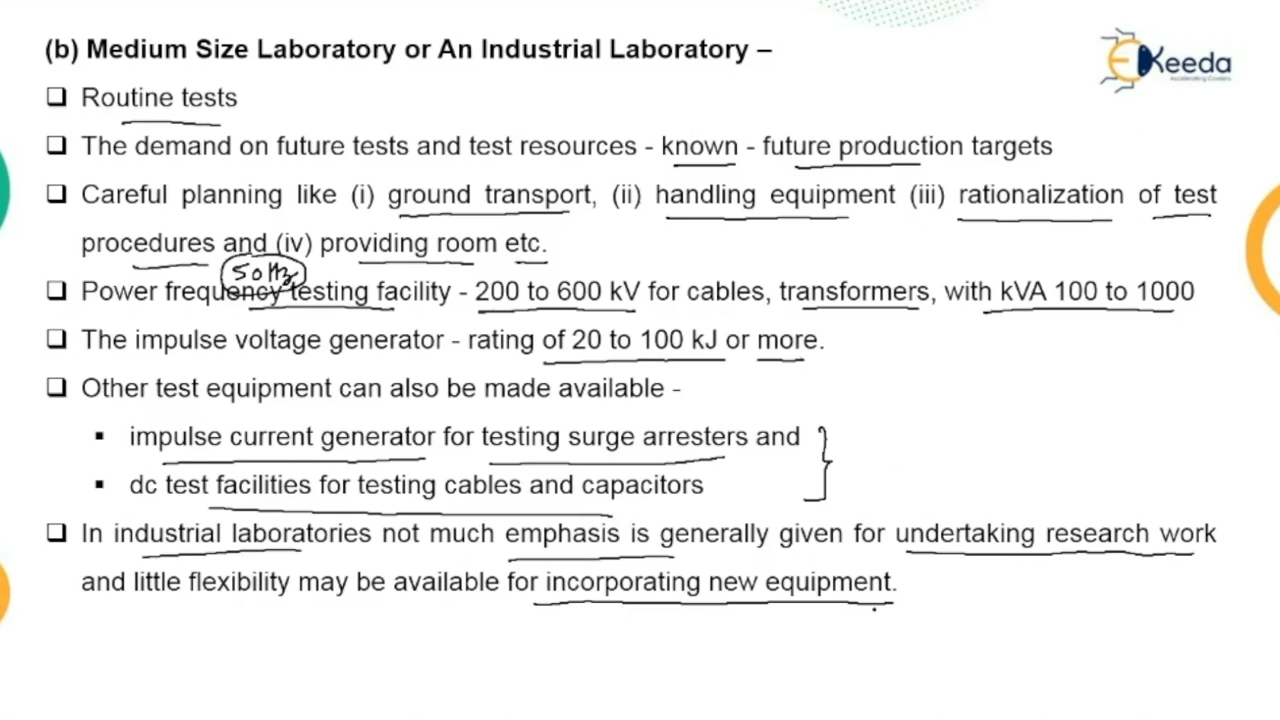 (b) Medium Size Laboratory or An Industrial Laboratory –
EKeeda
Accelerating Careers
❑ Routine tests
❑ The demand on future tests and test resources - known - future production targets
❑ Careful planning like (i) ground transport, (ii) handling equipment (iii) rationalization of test
procedures and (iv) providing room etc.
50 Hz
❑ Power frequency testing facility - 200 to 600 kV for cables, transformers, with kVA 100 to 1000
❑ The impulse voltage generator - rating of 20 to 100 kJ or more.
❑ Other test equipment can also be made available -
▪ impulse current generator for testing surge arresters and
▪ dc test facilities for testing cables and capacitors
❑ In industrial laboratories not much emphasis is generally given for undertaking research work
and little flexibility may be available for incorporating new equipment.